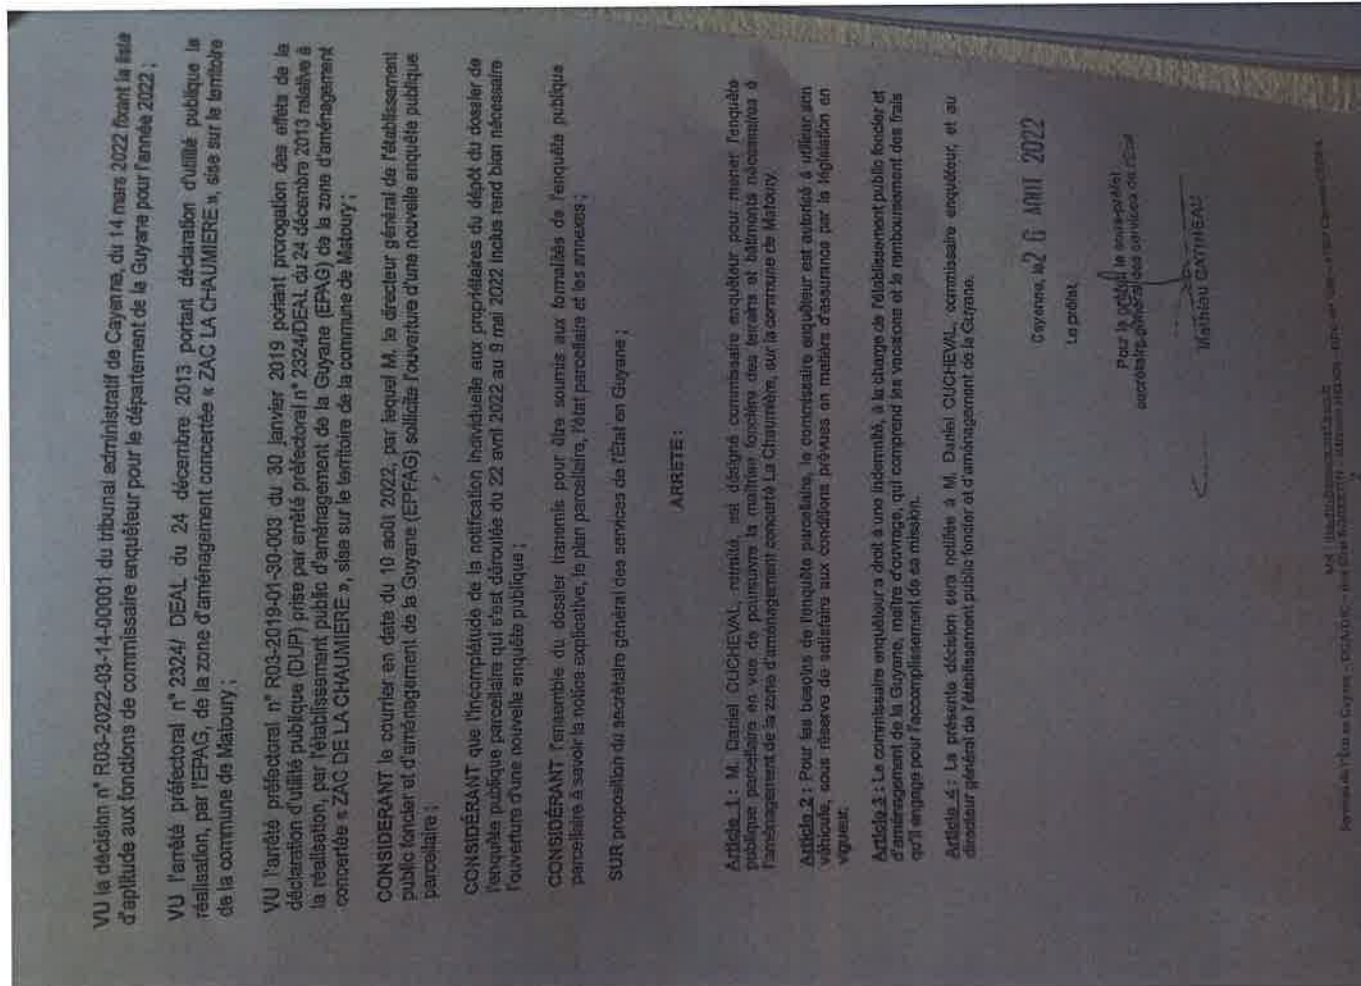 VU la décision n° R03-2022-03-14-0001 du tribunal administratif de Cayenne, du 14 mars 2022 fixant la liste
d'aptitude aux fonctions de commissaire enquêteur pour le département de la Guyane pour l'année 2022 ;
VU l'arrêté préfectoral n° 2324/ DEAL du 24 décembre 2013 portant déclaration d'utilité publique la
réalisation, par l'EPAG, de la zone d'aménagement concertée « ZAC LA CHAUMIERE », sise sur le territoire
de la commune de Matoury ;
VU l'arrêté préfectoral n° R03-2019-01-30-003 du 30 janvier 2019 portant prorogation des effets de la
déclaration d'utilité publique (DUP) prise par arrêté préfectoral n° 2324/DEAL du 24 décembre 2013 relative à
la réalisation, par l'établissement public d'aménagement de la Guyane (EPAG) de la zone d'aménagement
concertée « ZAC DE LA CHAUMIERE », sise sur le territoire de la commune de Matoury ;
CONSIDERANT le courrier en date du 10 août 2022, par lequel M. le directeur général de l'établissement
public foncier et d'aménagement de la Guyane (EPFAG) sollicite l'ouverture d'une nouvelle enquête publique
parcellaire ;
CONSIDÉRANT que l'incomplétude de la notification individuelle aux propriétaires du dépôt du dossier de
l'enquête publique parcellaire qui s'est déroulée du 22 avril 2022 au 9 mai 2022 inclus rend bien nécessaire
l'ouverture d'une nouvelle enquête publique ;
CONSIDÉRANT l'ensemble du dossier transmis pour être soumis aux formalités de l'enquête publique
parcellaire à savoir la notice explicative, le plan parcellaire, l'état parcellaire et les annexes ;
SUR proposition du secrétaire général des services de l'État en Guyane ;
ARRETE :
Article 1 : M. Daniel CUCHEVAL, retraité, est désigné commissaire enquêteur pour mener l'enquête
publique parcellaire en vue de poursuivre la maîtrise foncière des terrains et bâtiments nécessaires à
l'aménagement de la zone d'aménagement concerté La Chaumière, sur la commune de Matoury.
Article 2 : Pour les besoins de l'enquête parcellaire, le commissaire enquêteur est autorisé à utiliser son
véhicule, sous réserve de satisfaire aux conditions prévues en matière d'assurance par la législation en
vigueur.
Article 3 : Le commissaire enquêteur a droit à une indemnité, à la charge de l'établissement public foncier et
d'aménagement de la Guyane, maître d'ouvrage, qui comprend les vacations et le remboursement des frais
qu'il engage pour l'accomplissement de sa mission.
Article 4 : La présente décision sera notifiée à M. Daniel CUCHEVAL, commissaire enquêteur, et au
directeur général de l'établissement public foncier et d'aménagement de la Guyane.
Cayenne, le 26 AOUT 2022
Le préfet,
Pour le préfet, le sous-préfet
secrétaire général des services de l'État
Mathieu GATINEAU